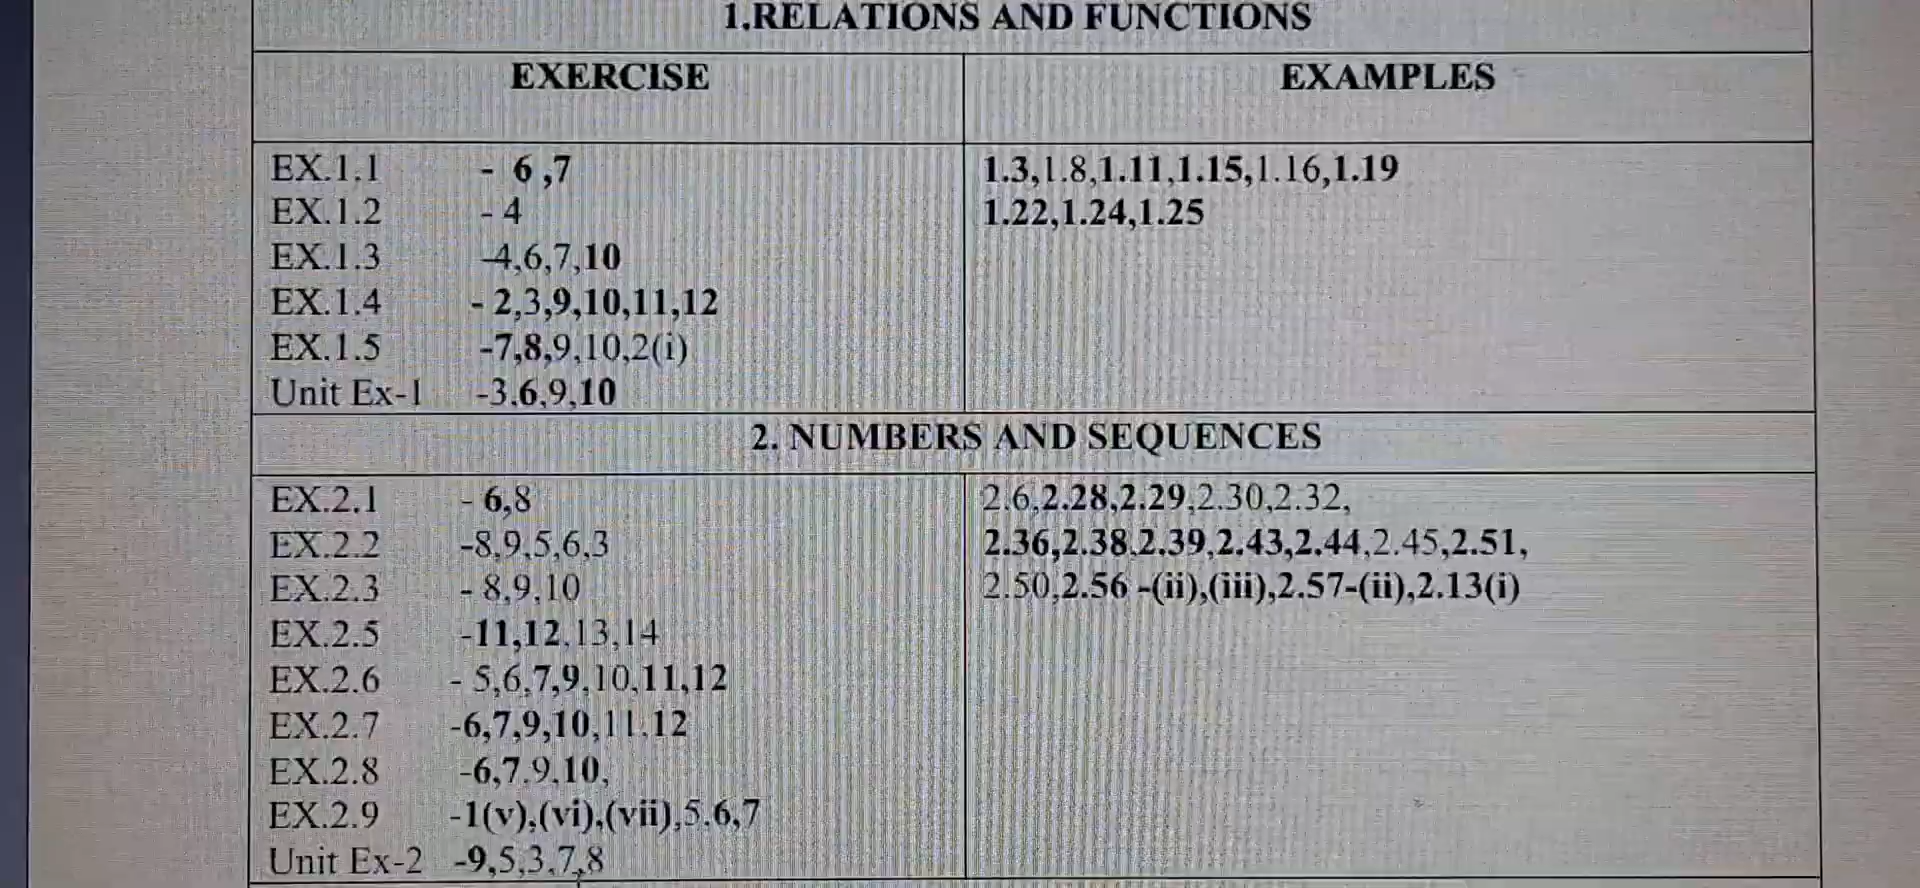 1.RELATIONS AND FUNCTIONS
EXERCISE EXAMPLES
EX.1.1 - 6 ,7 1.3,1.8,1.11,1.15,1.16,1.19
EX.1.2 - 4 1.22,1.24,1.25
EX.1.3 -4,6,7,10
EX.1.4 - 2,3,9,10,11,12
EX.1.5 -7,8,9,10,2(i)
Unit Ex-1 -3.6,9,10
2. NUMBERS AND SEQUENCES
EX.2.1 - 6,8 2.6,2.28,2.29,2.30,2.32,
EX.2.2 -8,9,5,6,3 2.36,2.38,2.39,2.43,2.44,2.45,2.51,
EX.2.3 - 8,9,10 2.50,2.56 -(ii),(iii),2.57-(ii),2.13(i)
EX.2.5 -11,12,13,14
EX.2.6 - 5,6,7,9,10,11,12
EX.2.7 -6,7,9,10,11,12
EX.2.8 -6,7.9.10,
EX.2.9 -1(v),(vi),(vii),5.6,7
Unit Ex-2 -9,5,3,7,8